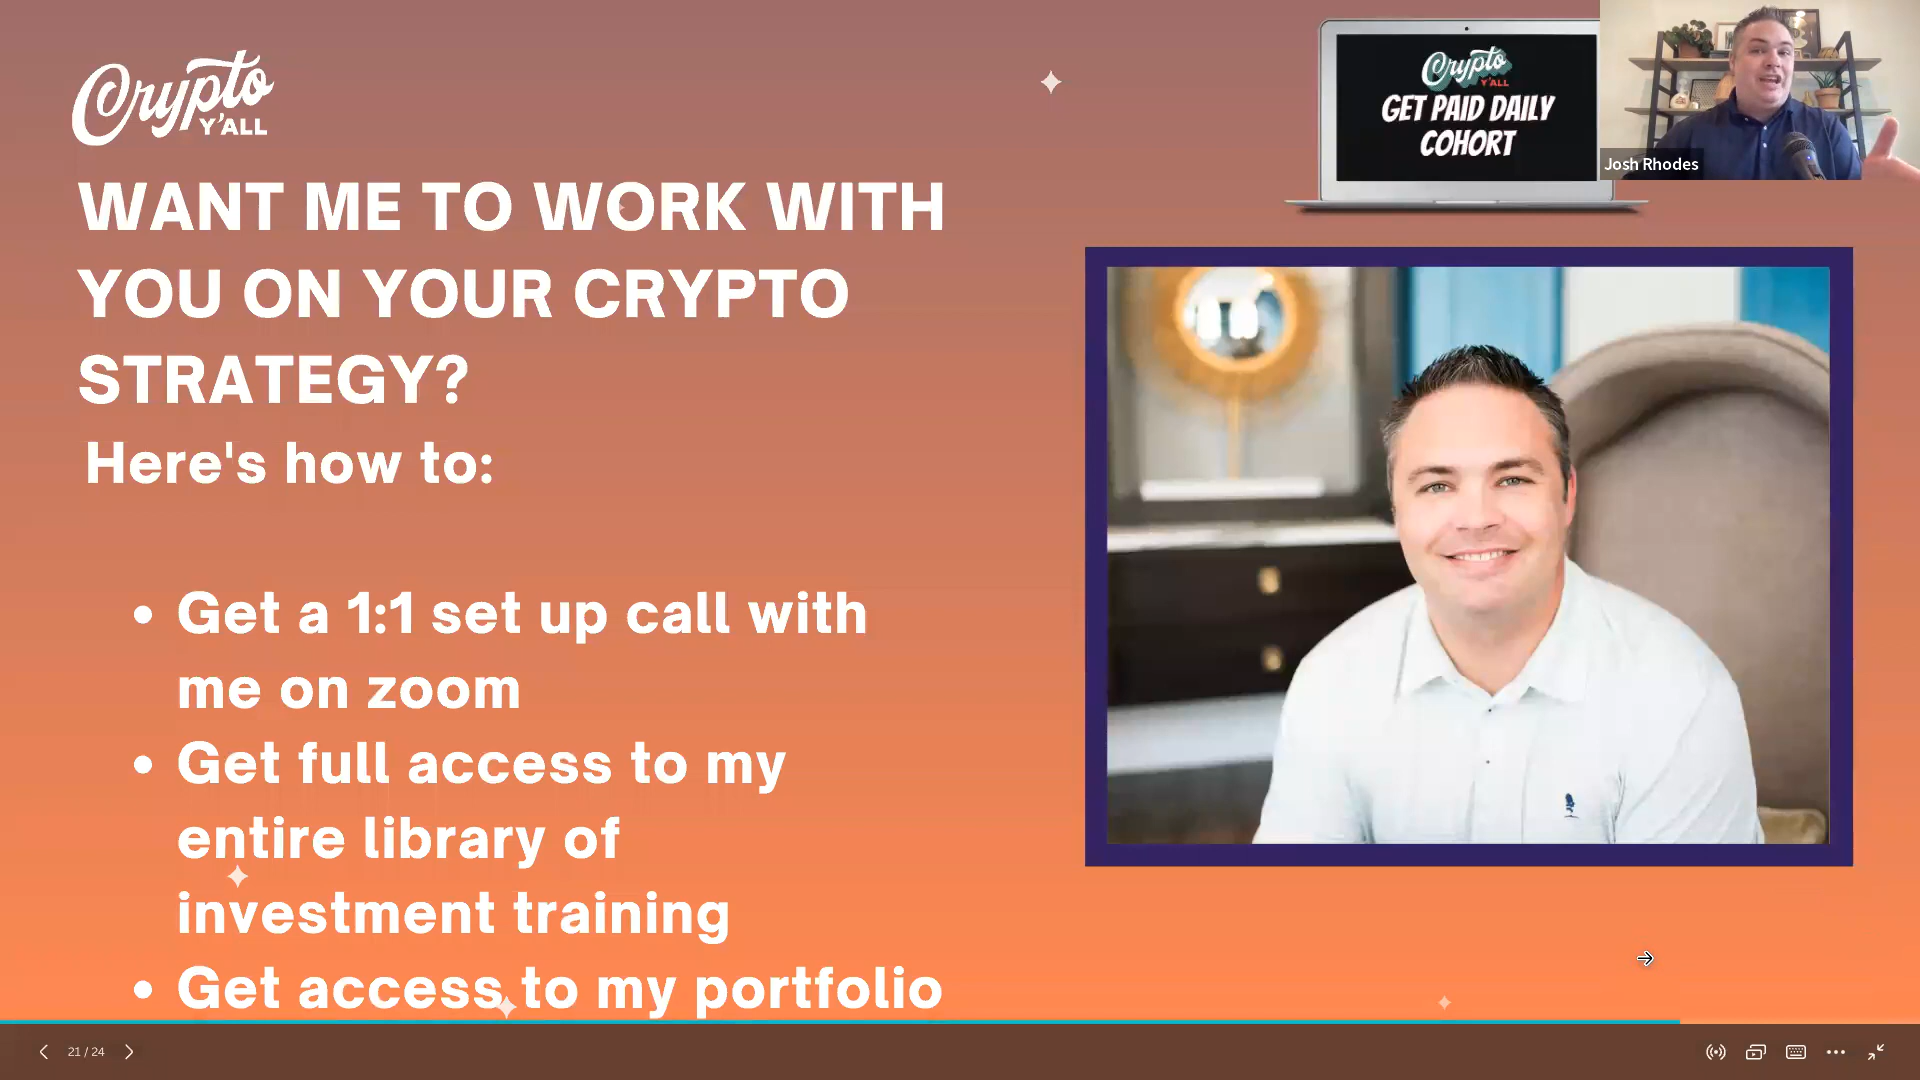 Crypto
Y'ALL
WANT ME TO WORK WITH
YOU ON YOUR CRYPTO
STRATEGY?
Here's how to:
• Get a 1:1 set up call with
me on zoom
• Get full access to my
entire library of
investment training
• Get access to my portfolio
Crypto
Y'ALL
GET PAID DAILY
COHORT
Josh Rhodes
21 / 24